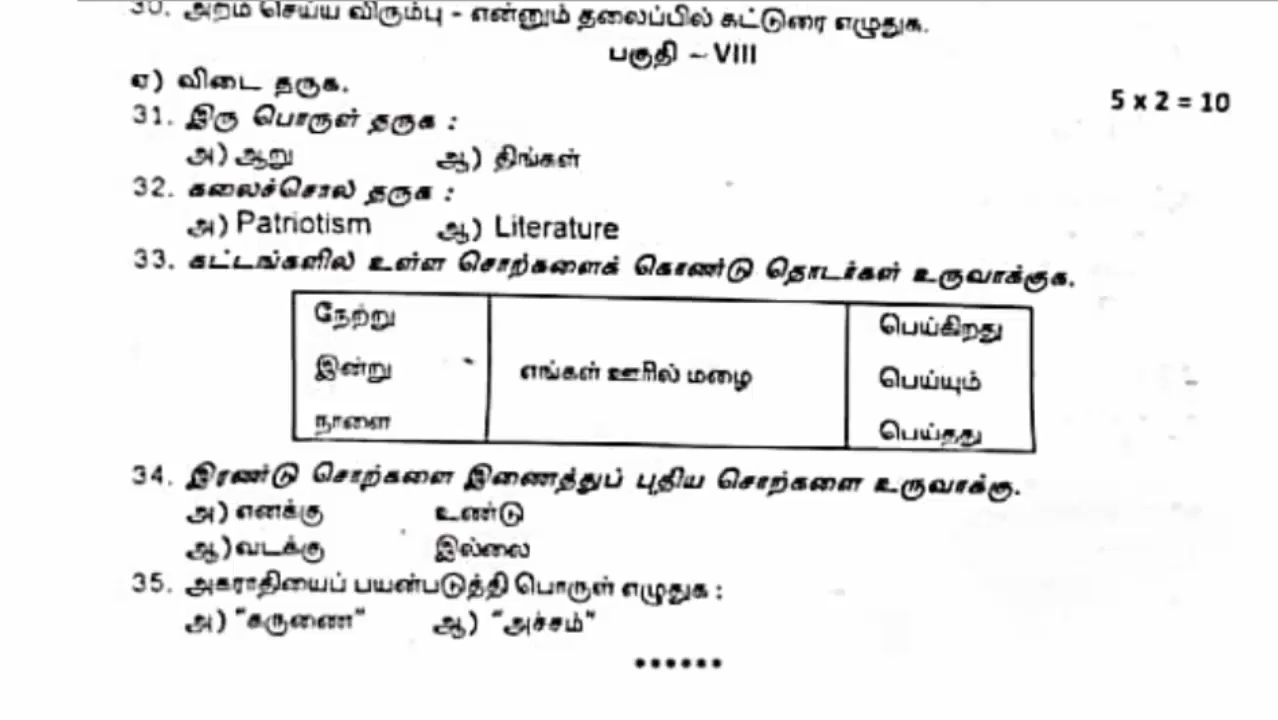 30. அறம் செய்ய விரும்பு - என்னும் தலைப்பில் கட்டுரை எழுதுக.
பகுதி - VIII
ஏ) விடை தருக.
5 x 2 = 10
31. இரு பொருள் தருக :
அ) ஆறு ஆ) திங்கள்
32. கலைச்சொல் தருக :
அ) Patriotism ஆ) Literature
33. கட்டங்களில் உள்ள சொற்களைக் கொண்டு தொடர்கள் உருவாக்குக.
நேற்று பெய்கிறது
இன்று எங்கள் ஊரில் மழை பெய்யும்
நாளை பெய்தது
34. இரண்டு சொற்களை இணைத்துப் புதிய சொற்களை உருவாக்கு.
அ) எனக்கு உண்டு
ஆ) வடக்கு இல்லை
35. அகராதியைப் பயன்படுத்தி பொருள் எழுதுக :
அ) "கருணை" ஆ) "அச்சம்"
******